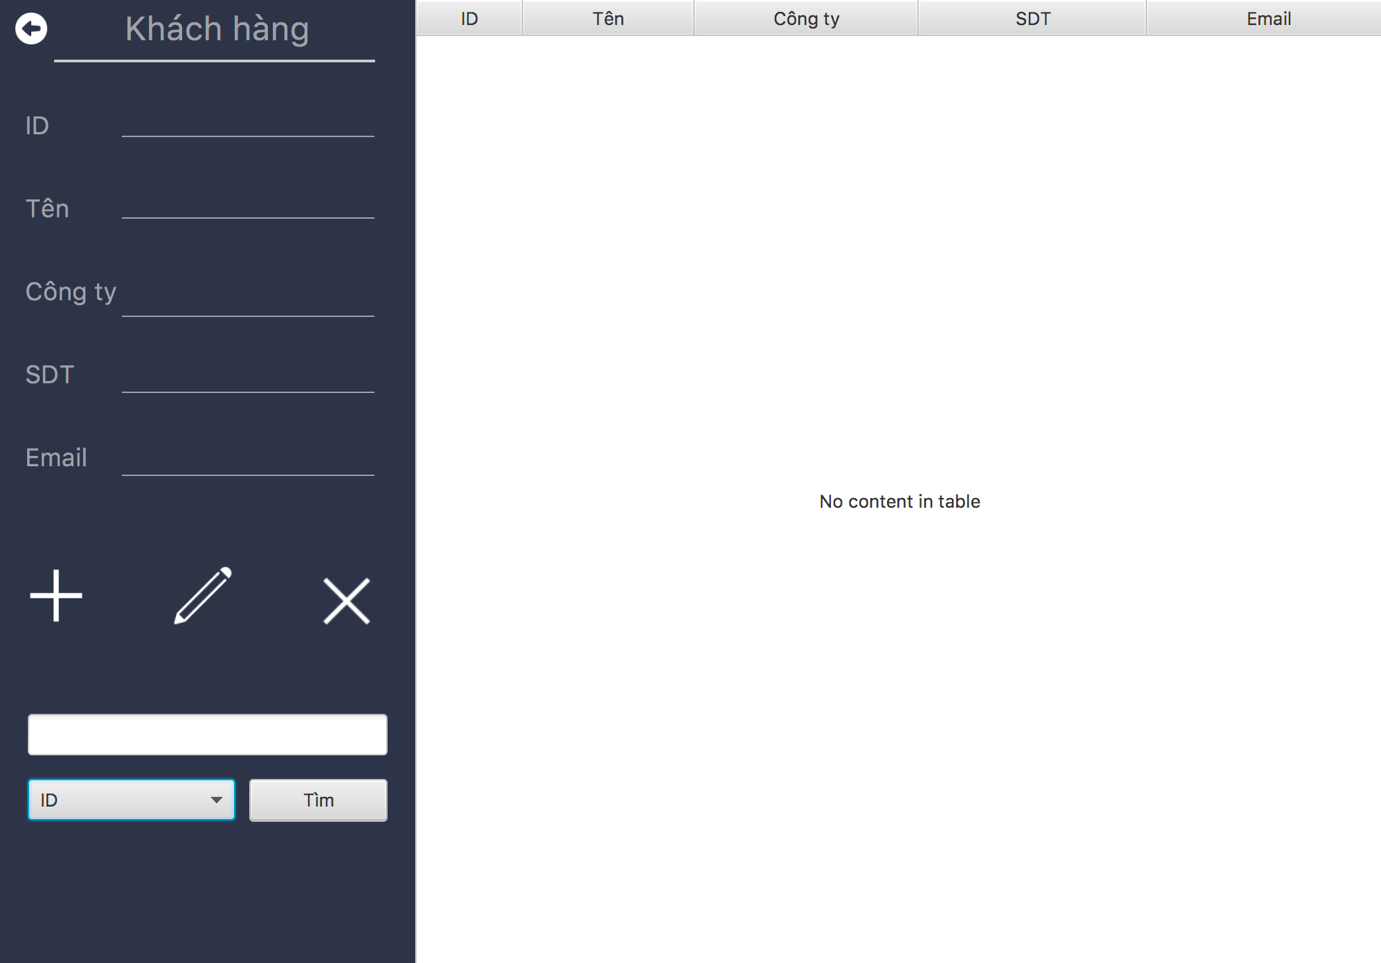 Khách hàng
ID
Tên
Công ty
SDT
Email
ID
Tìm
ID Tên Công ty SDT Email
No content in table